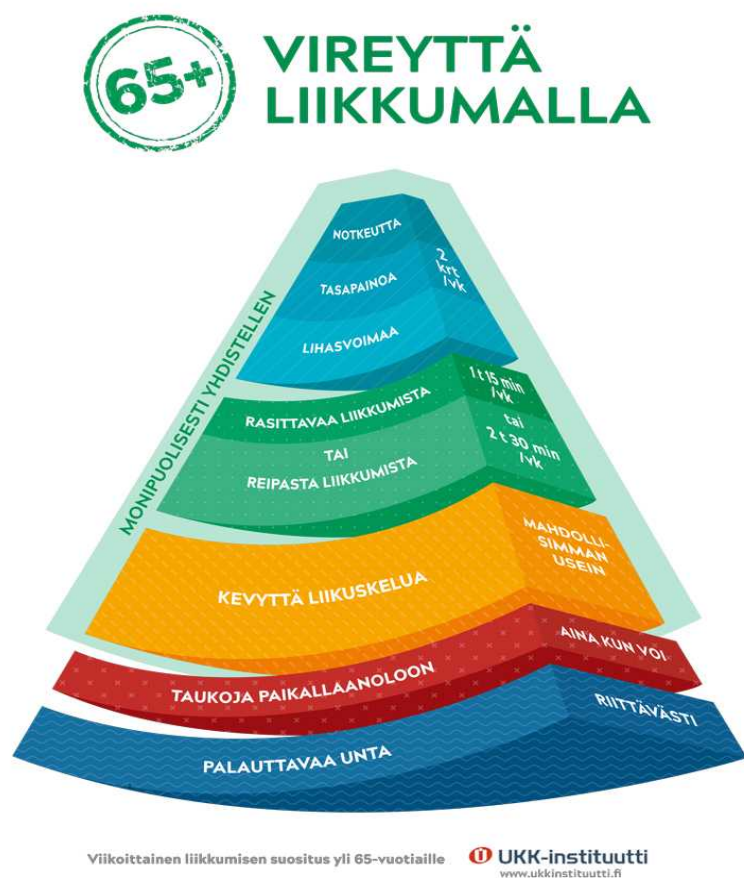 65+
VIREYTTÄ
LIIKKUMALLA
MONIPUOLISESTI YHDISTELLEN
NOTKEUTTA
TASAPAINOA
LIHASVOIMAA
2
krt
/vk
RASITTAVAA LIIKKUMISTA
TAI
REIPASTA LIIKKUMISTA
1 t 15 min
/vk
tai
2 t 30 min
/vk
KEVYTTÄ LIIKUSKELUA
MAHDOLLI-
SIMMAN
USEIN
TAUKOJA PAIKALLAANOLOON
AINA KUN VOI
PALAUTTAVAA UNTA
RIITTÄVÄSTI
Viikoittainen liikkumisen suositus yli 65-vuotiaille
UKK-instituutti
www.ukkinstituutti.fi